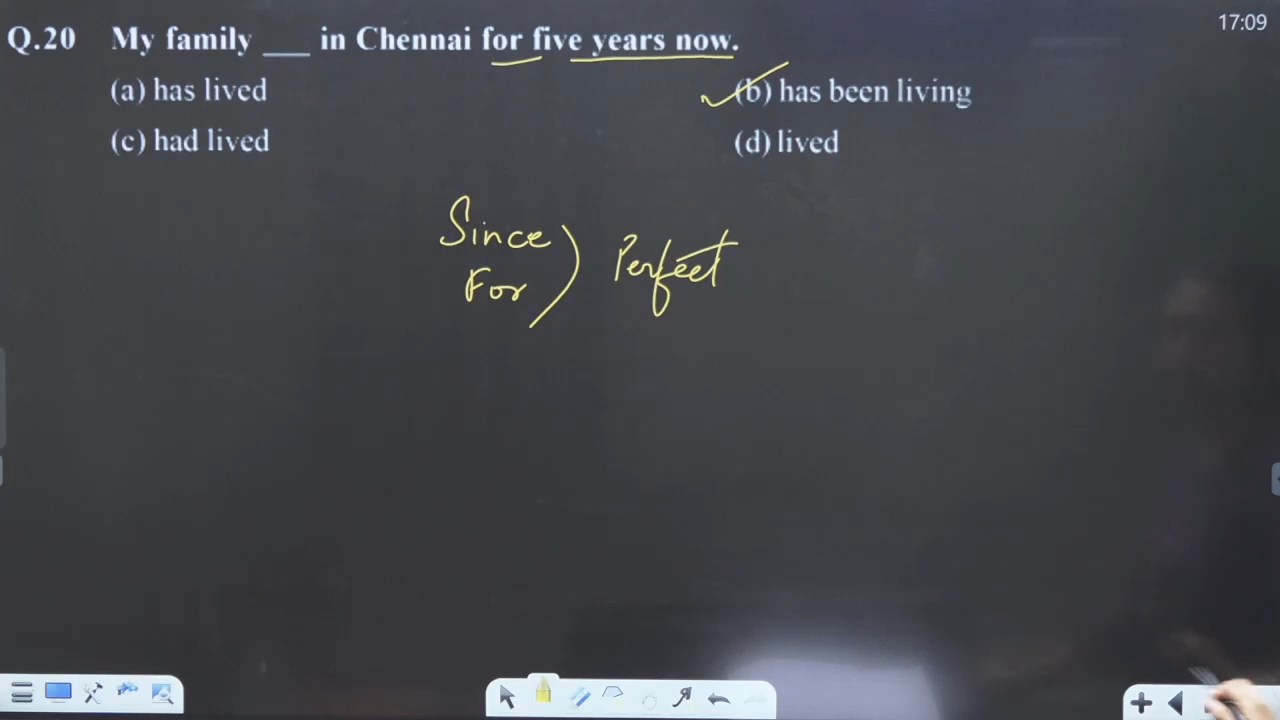 17:09
Q.20 My family ___ in Chennai for five years now.
(a) has lived (b) has been living
(c) had lived (d) lived
Since
For ) Perfect